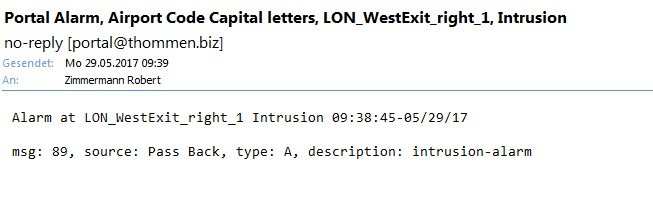 Portal Alarm, Airport Code Capital letters, LON_WestExit_right_1, Intrusion
no-reply [portal@thommen.biz]
Gesendet: Mo 29.05.2017 09:39
An: Zimmermann Robert
Alarm at LON_WestExit_right_1 Intrusion 09:38:45-05/29/17
msg: 89, source: Pass Back, type: A, description: intrusion-alarm